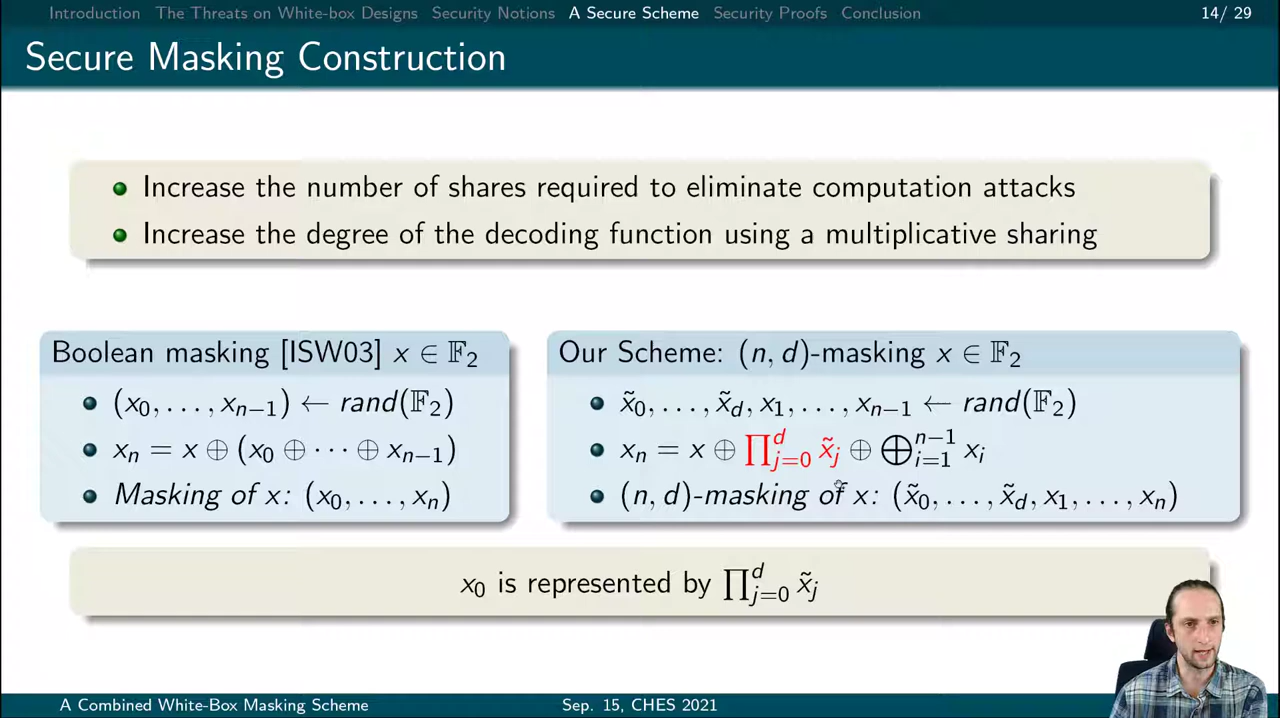 Introduction The Threats on White-box Designs Security Notions A Secure Scheme Security Proofs Conclusion 14/ 29
Secure Masking Construction
Increase the number of shares required to eliminate computation attacks
Increase the degree of the decoding function using a multiplicative sharing
Boolean masking [ISW03] x ∈ 𝔽₂
(x₀, . . . , xₙ₋₁) ← rand(𝔽₂)
xₙ = x ⊕ (x₀ ⊕ ··· ⊕ xₙ₋₁)
Masking of x: (x₀, . . . , xₙ)
Our Scheme: (n, d)-masking x ∈ 𝔽₂
x̃₀, . . . , x̃_d, x₁, . . . , xₙ₋₁ ← rand(𝔽₂)
xₙ = x ⊕ ∏_{j=0}^{d} x̃_j ⊕ ⨁_{i=1}^{n−1} x_i
(n, d)-masking of x: (x̃₀, . . . , x̃_d, x₁, . . . , xₙ)
x₀ is represented by ∏_{j=0}^{d} x̃_j
A Combined White-Box Masking Scheme Sep. 15, CHES 2021